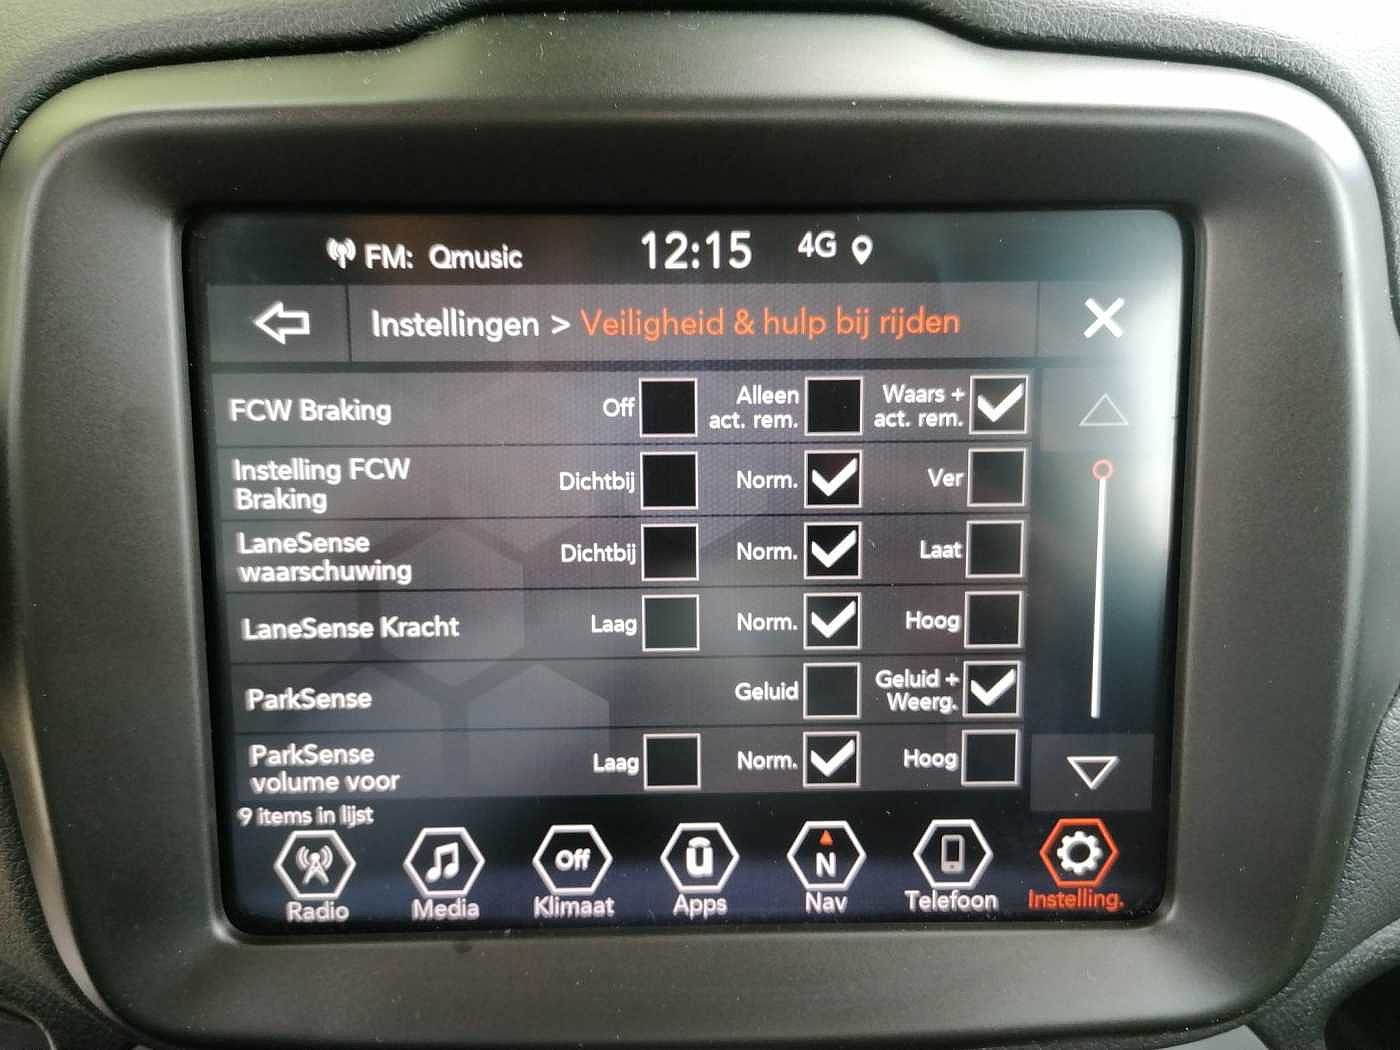 FM: Qmusic 12:15 4G
Instellingen > Veiligheid & hulp bij rijden
FCW Braking Off Alleen act. rem. Waars + act. rem.
Instelling FCW
Braking Dichtbij Norm. Ver
LaneSense
waarschuwing Dichtbij Norm. Laat
LaneSense Kracht Laag Norm. Hoog
ParkSense Geluid Geluid + Weerg.
ParkSense
volume voor Laag Norm. Hoog
9 items in lijst
Off û N
Radio Media Klimaat Apps Nav Telefoon Instelling.